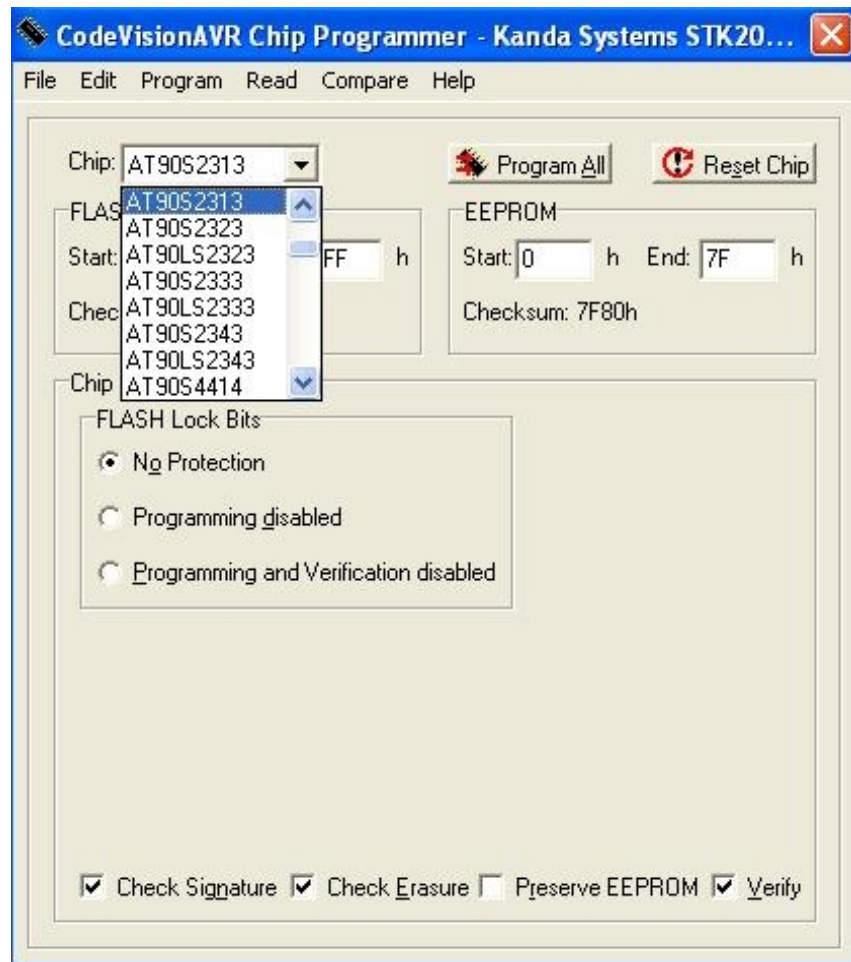 CodeVisionAVR Chip Programmer - Kanda Systems STK20...
File Edit Program Read Compare Help
Chip: AT90S2313
Program All
Reset Chip
AT90S2313
AT90S2323
AT90LS2323
AT90S2333
AT90LS2333
AT90S2343
AT90LS2343
AT90S4414
FLAS
Start: FF h
Chec
EEPROM
Start: 0 h End: 7F h
Checksum: 7F80h
Chip
FLASH Lock Bits
No Protection
Programming disabled
Programming and Verification disabled
Check Signature Check Erasure Preserve EEPROM Verify